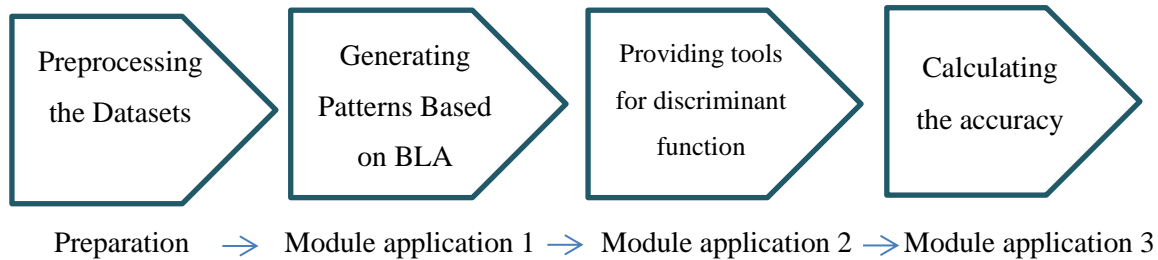 Preprocessing
the Datasets
Generating
Patterns Based
on BLA
Providing tools
for discriminant
function
Calculating
the accuracy
Preparation
Module application 1
Module application 2
Module application 3